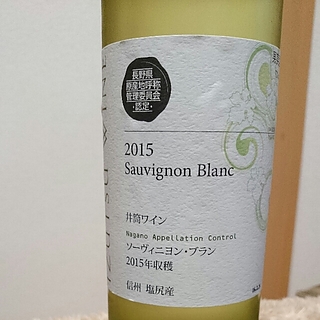 長野県
原産地呼称
管理委員会
・認定・
2015
Sauvignon Blanc
井筒ワイン
Nagano Appellation Control
ソーヴィニヨン・ブラン
2015年収穫
信州 塩尻産